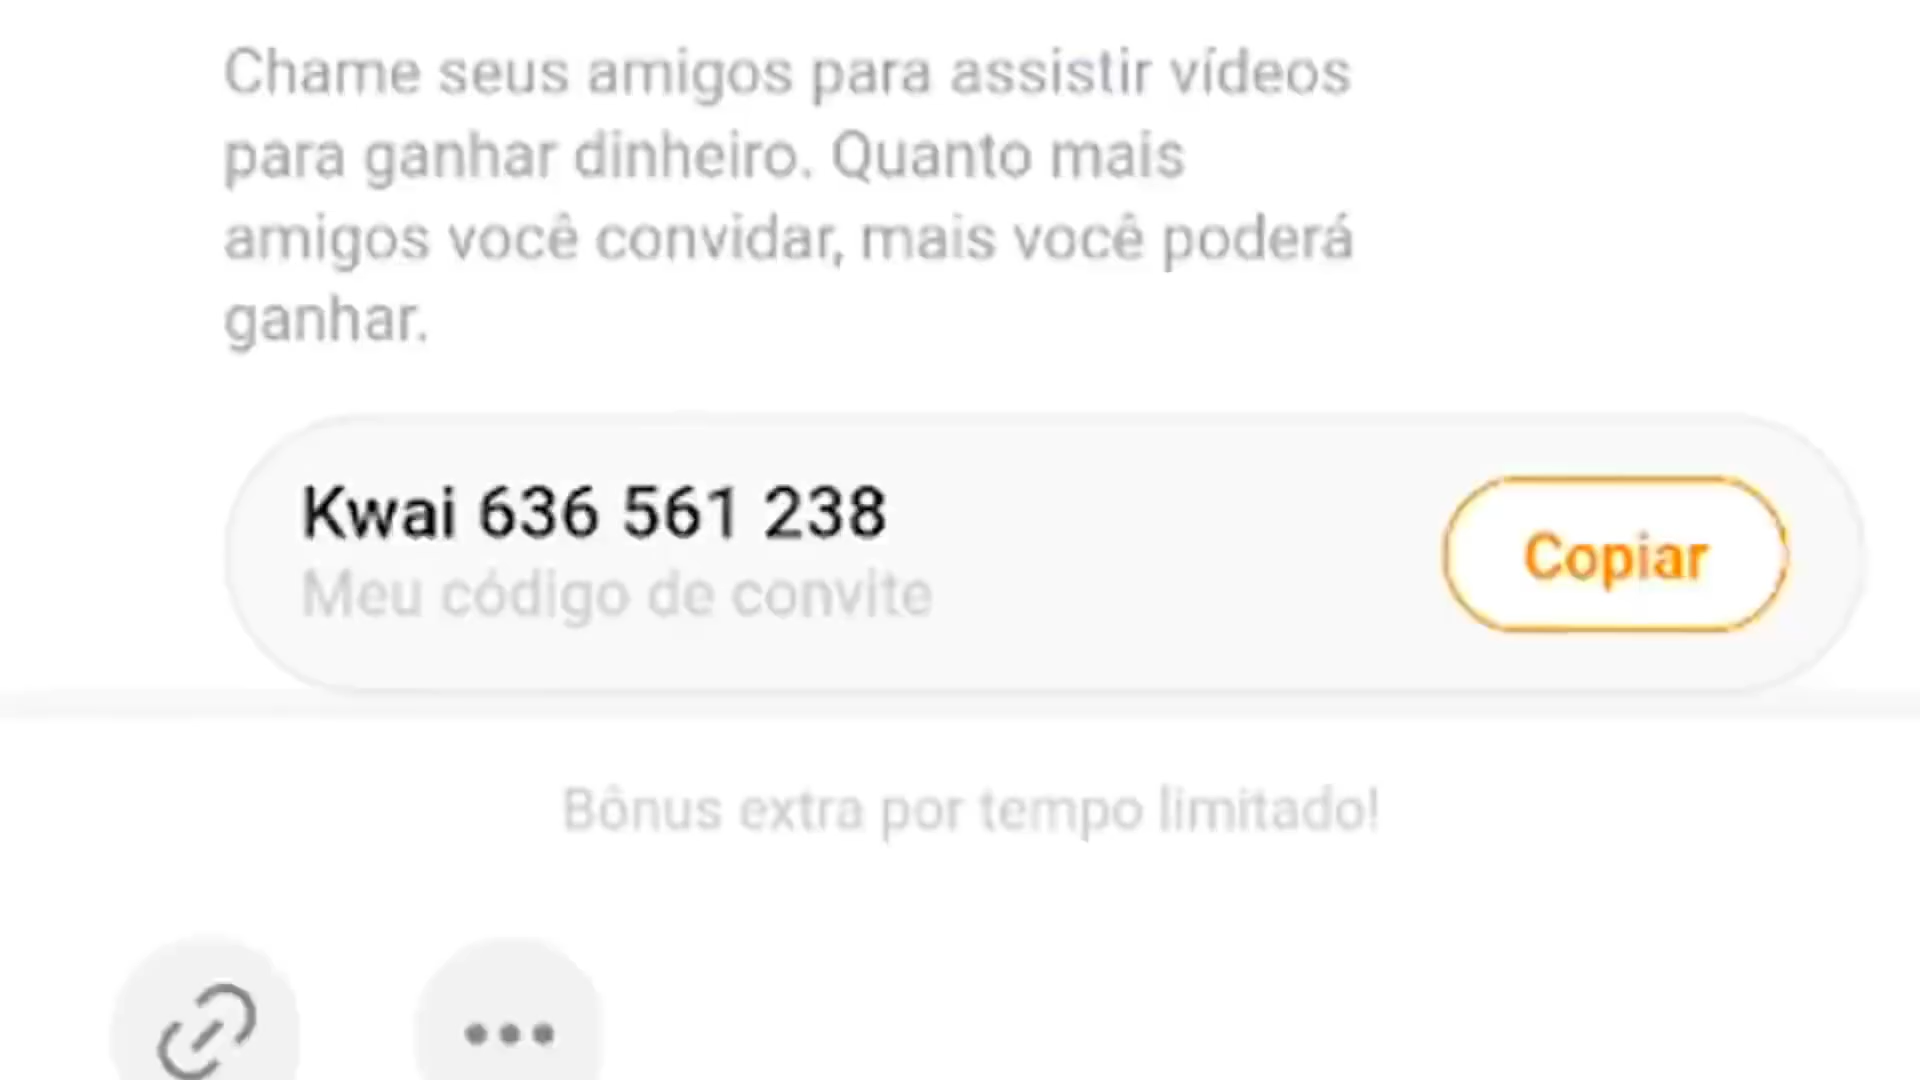 Chame seus amigos para assistir vídeos
para ganhar dinheiro. Quanto mais
amigos você convidar, mais você poderá
ganhar.
Kwai 636 561 238
Meu código de convite
Copiar
Bônus extra por tempo limitado!